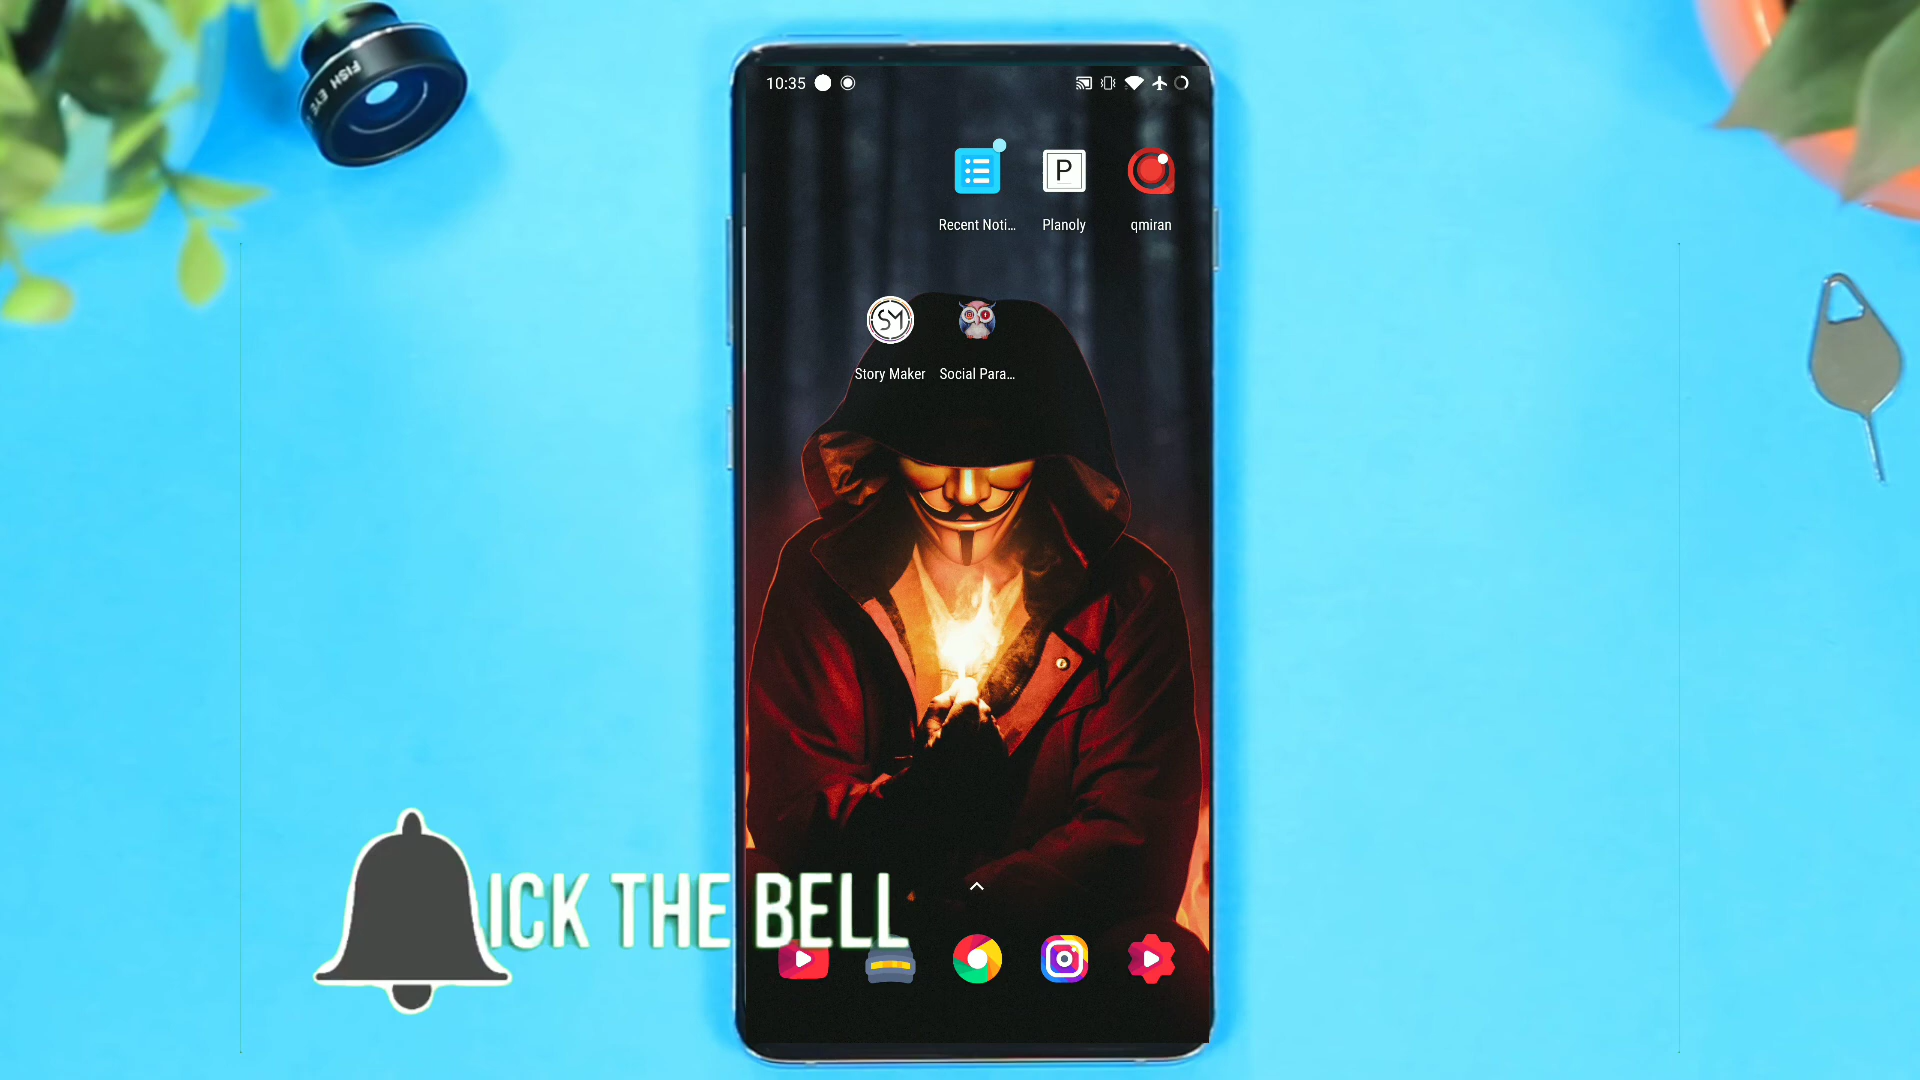 FISH EYE
10:35
P
Recent Noti...
Planoly
qmiran
SM
Story Maker
Social Para...
ICK THE BELL